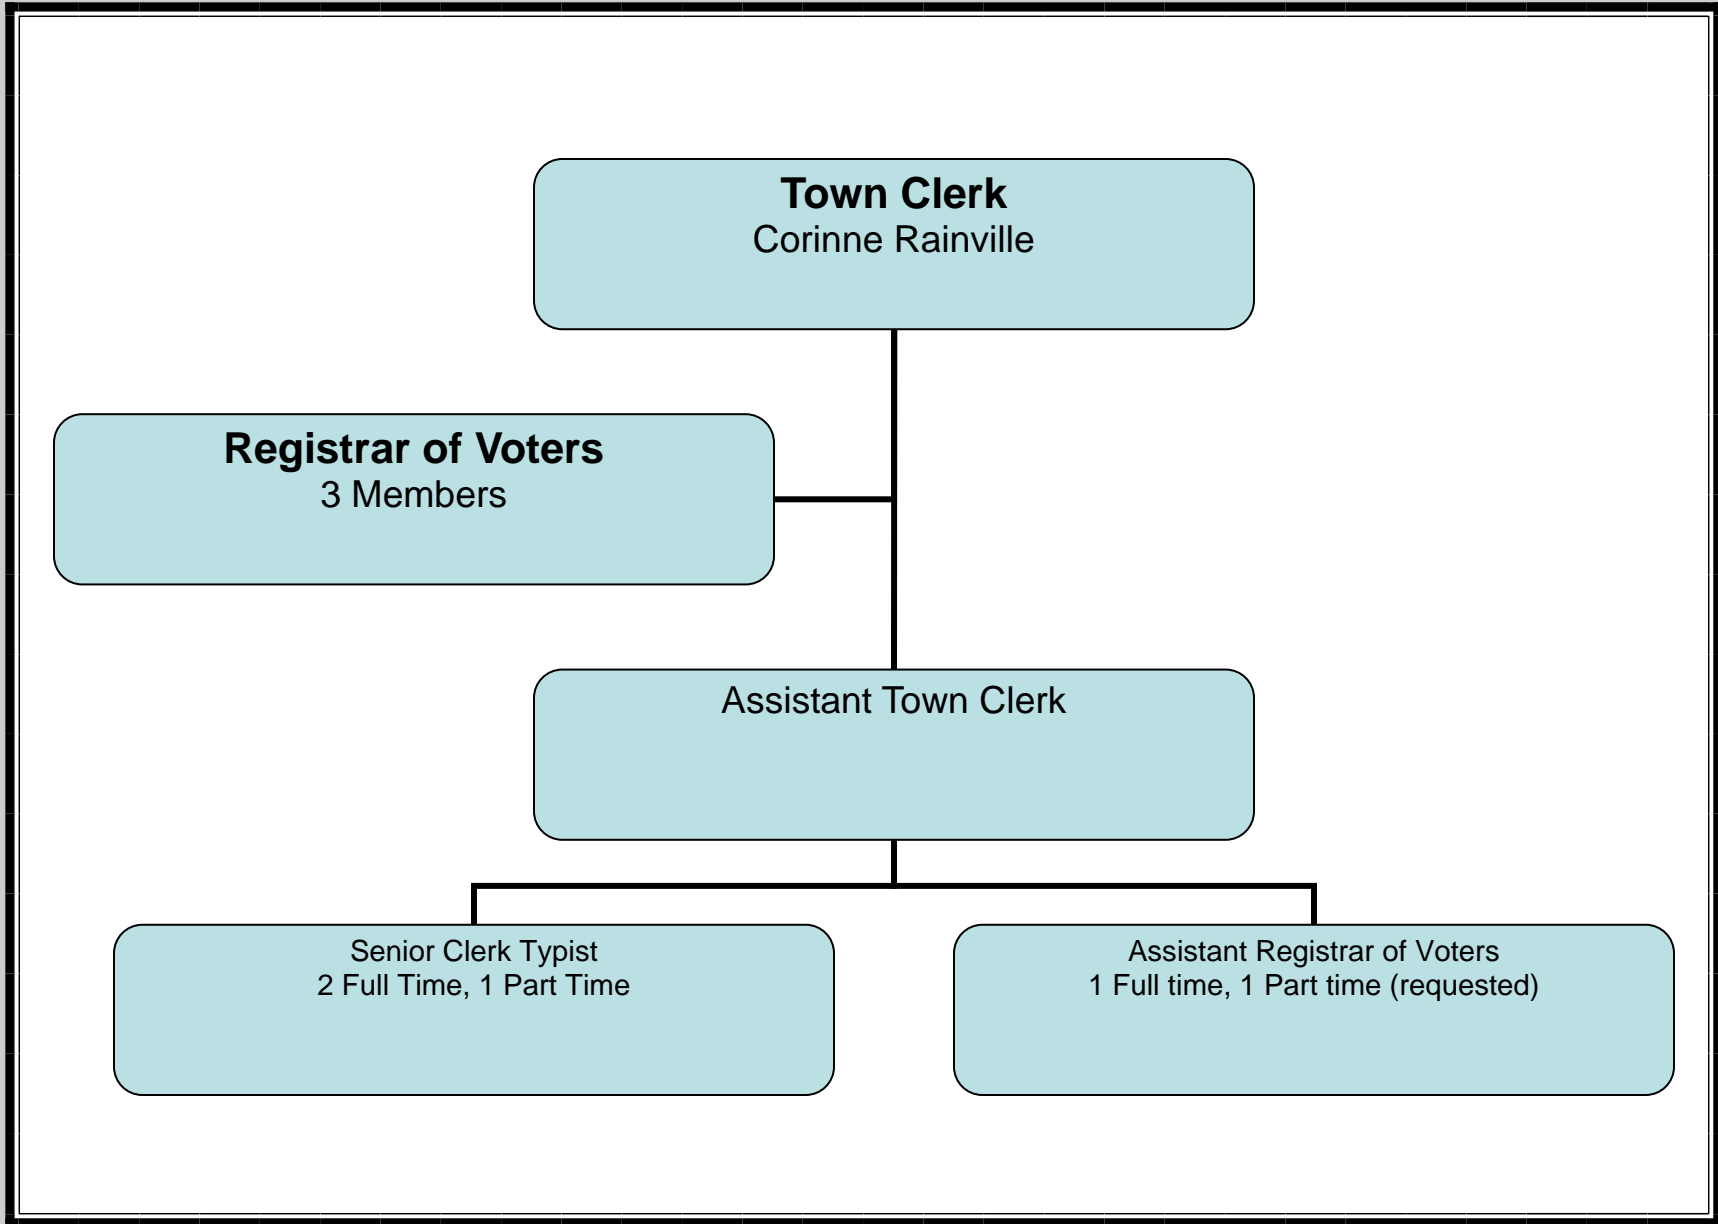 Town Clerk
Corinne Rainville
Registrar of Voters
3 Members
Assistant Town Clerk
Senior Clerk Typist
2 Full Time, 1 Part Time
Assistant Registrar of Voters
1 Full time, 1 Part time (requested)